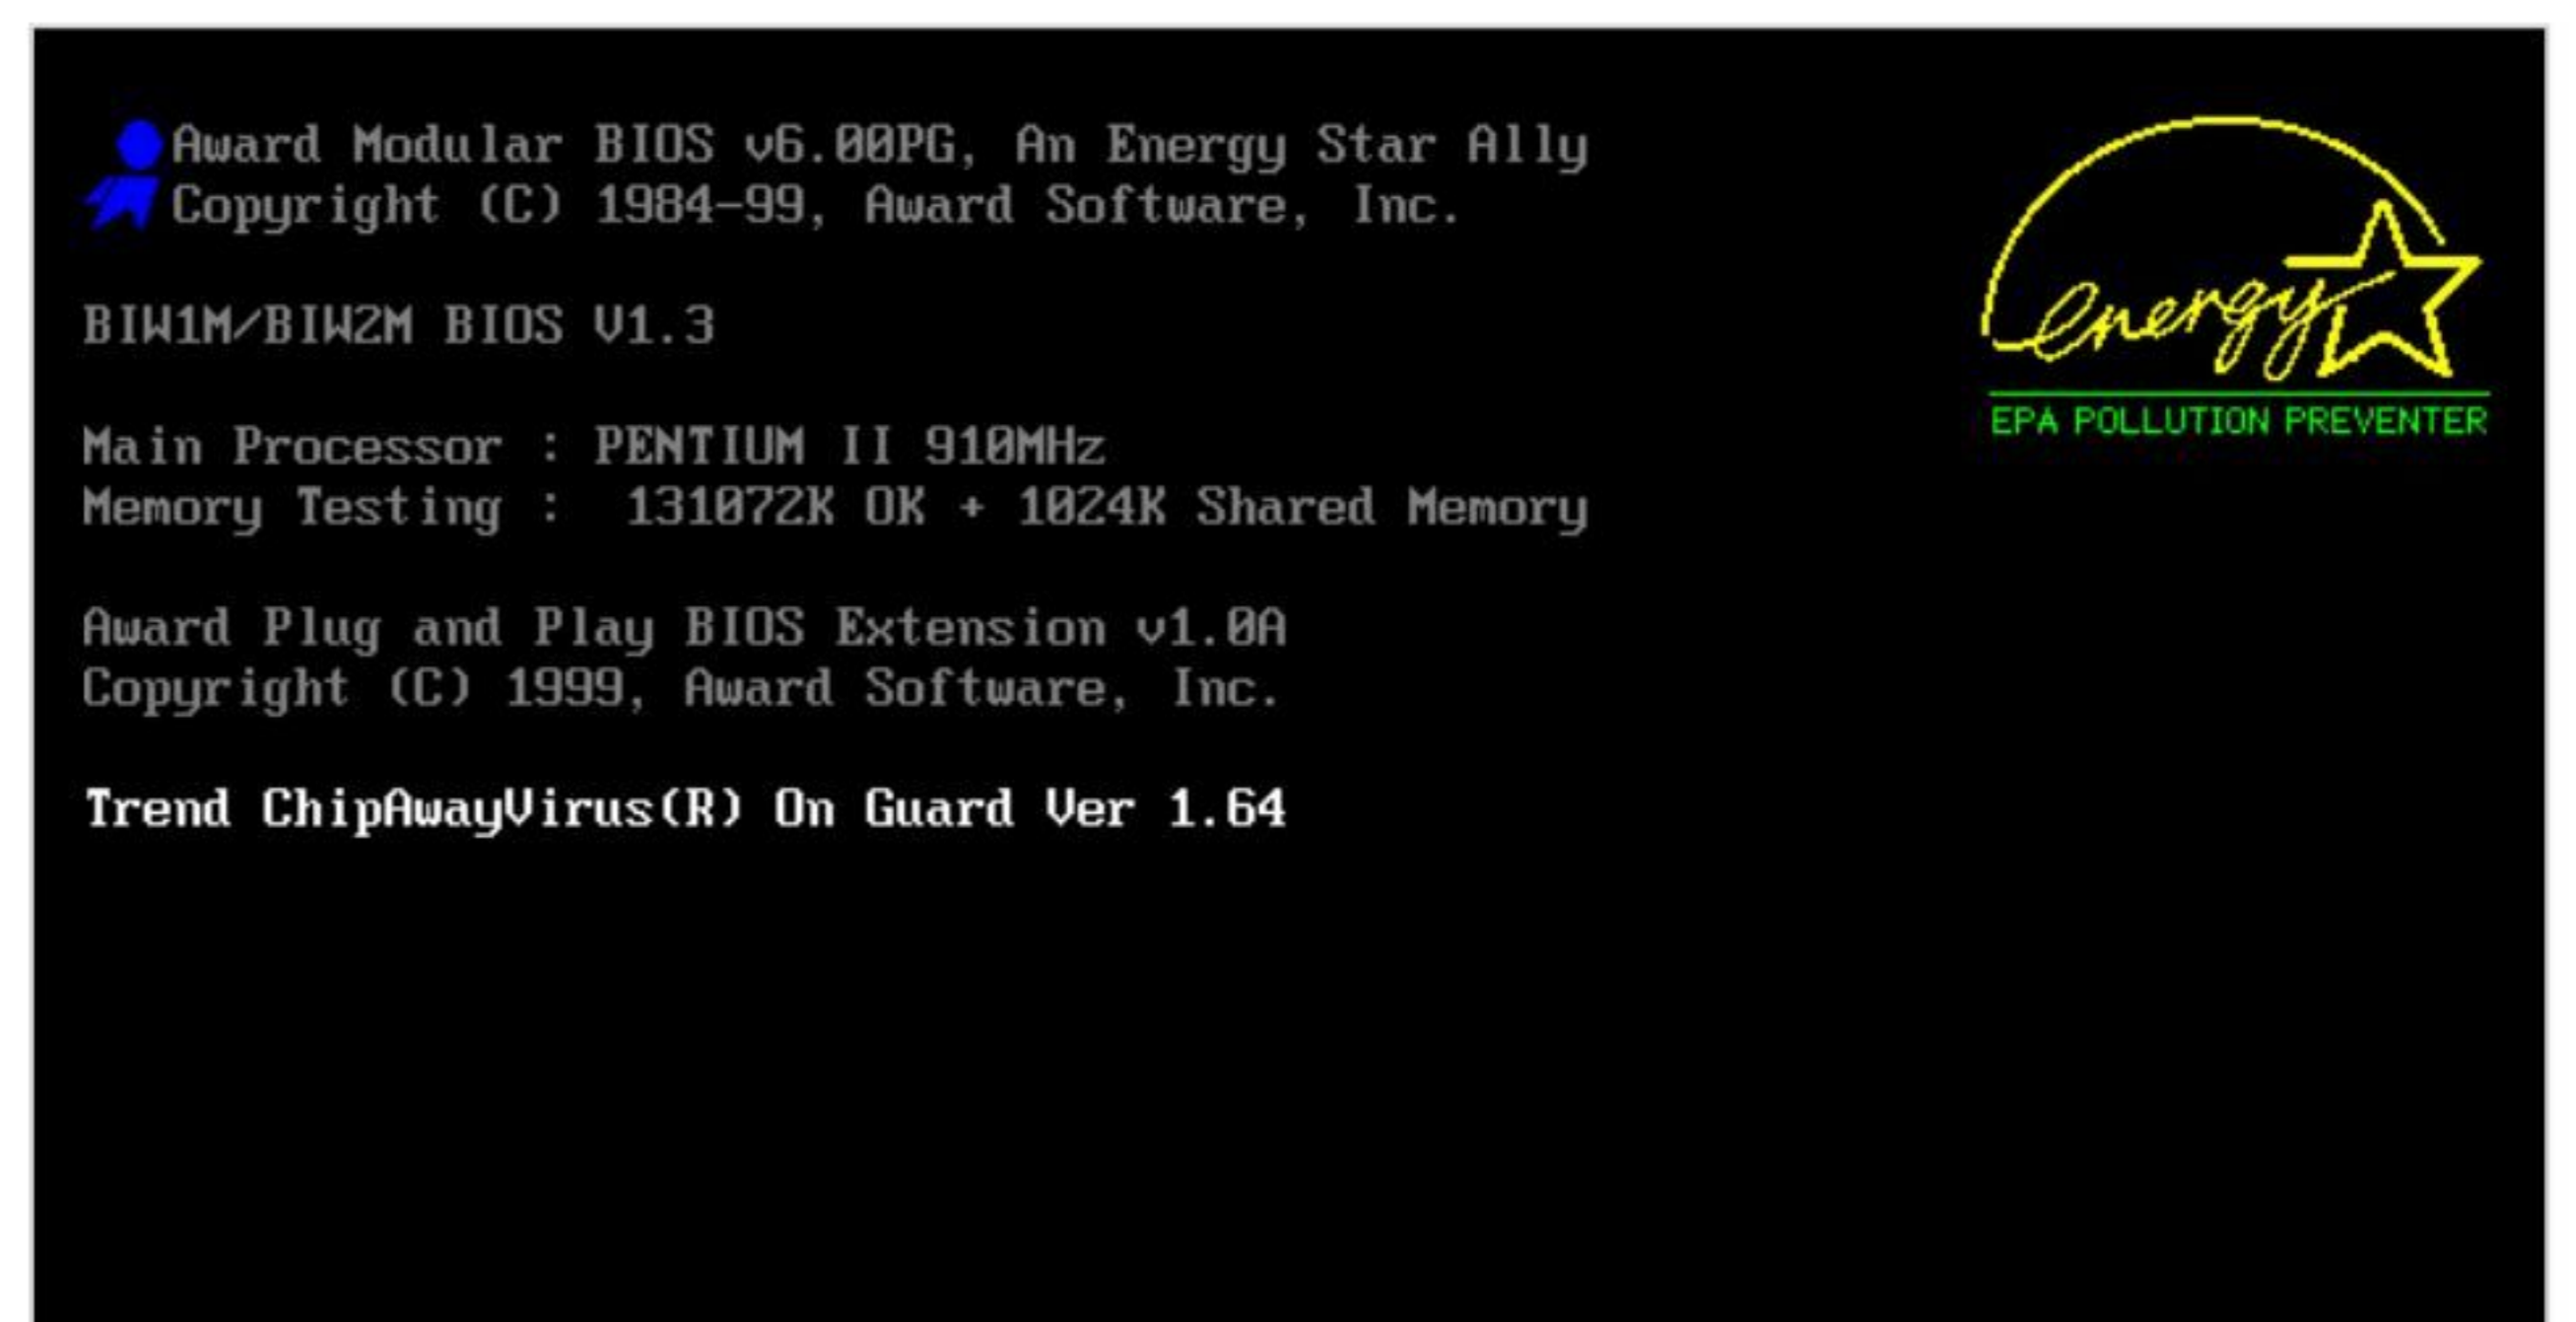 Award Modular BIOS v6.00PG, An Energy Star Ally
Copyright (C) 1984-99, Award Software, Inc.
energy
EPA POLLUTION PREVENTER
BIW1M/BIW2M BIOS V1.3
Main Processor : PENTIUM II 910MHz
Memory Testing :  131072K OK + 1024K Shared Memory
Award Plug and Play BIOS Extension v1.0A
Copyright (C) 1999, Award Software, Inc.
Trend ChipAwayVirus(R) On Guard Ver 1.64